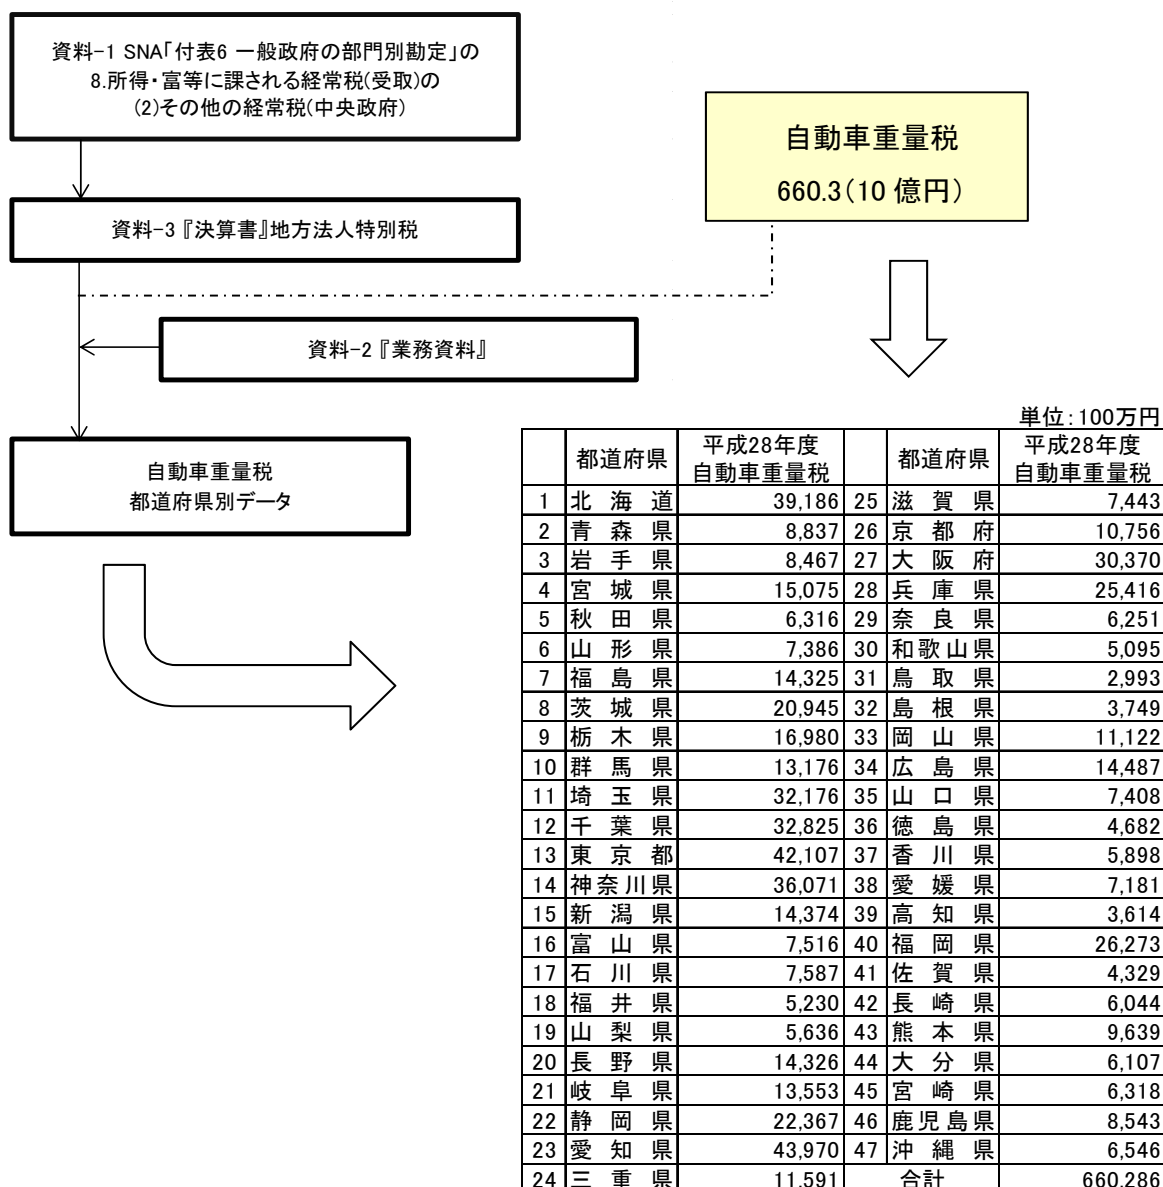 資料-1 SNA「付表6 一般政府の部門別勘定」の
8.所得・富等に課される経常税(受取)の
(2)その他の経常税(中央政府)
自動車重量税
660.3(10 億円)
資料-3『決算書』地方法人特別税
資料-2『業務資料』
自動車重量税
都道府県別データ
単位:100万円
都道府県 平成28年度 自動車重量税 都道府県 平成28年度 自動車重量税
1 北海道 39,186 25 滋賀県 7,443
2 青森県 8,837 26 京都府 10,756
3 岩手県 8,467 27 大阪府 30,370
4 宮城県 15,075 28 兵庫県 25,416
5 秋田県 6,316 29 奈良県 6,251
6 山形県 7,386 30 和歌山県 5,095
7 福島県 14,325 31 鳥取県 2,993
8 茨城県 20,945 32 島根県 3,749
9 栃木県 16,980 33 岡山県 11,122
10 群馬県 13,176 34 広島県 14,487
11 埼玉県 32,176 35 山口県 7,408
12 千葉県 32,825 36 徳島県 4,682
13 東京都 42,107 37 香川県 5,898
14 神奈川県 36,071 38 愛媛県 7,181
15 新潟県 14,374 39 高知県 3,614
16 富山県 7,516 40 福岡県 26,273
17 石川県 7,587 41 佐賀県 4,329
18 福井県 5,230 42 長崎県 6,044
19 山梨県 5,636 43 熊本県 9,639
20 長野県 14,326 44 大分県 6,107
21 岐阜県 13,553 45 宮崎県 6,318
22 静岡県 22,367 46 鹿児島県 8,543
23 愛知県 43,970 47 沖縄県 6,546
24 三重県 11,591 合計 660,286